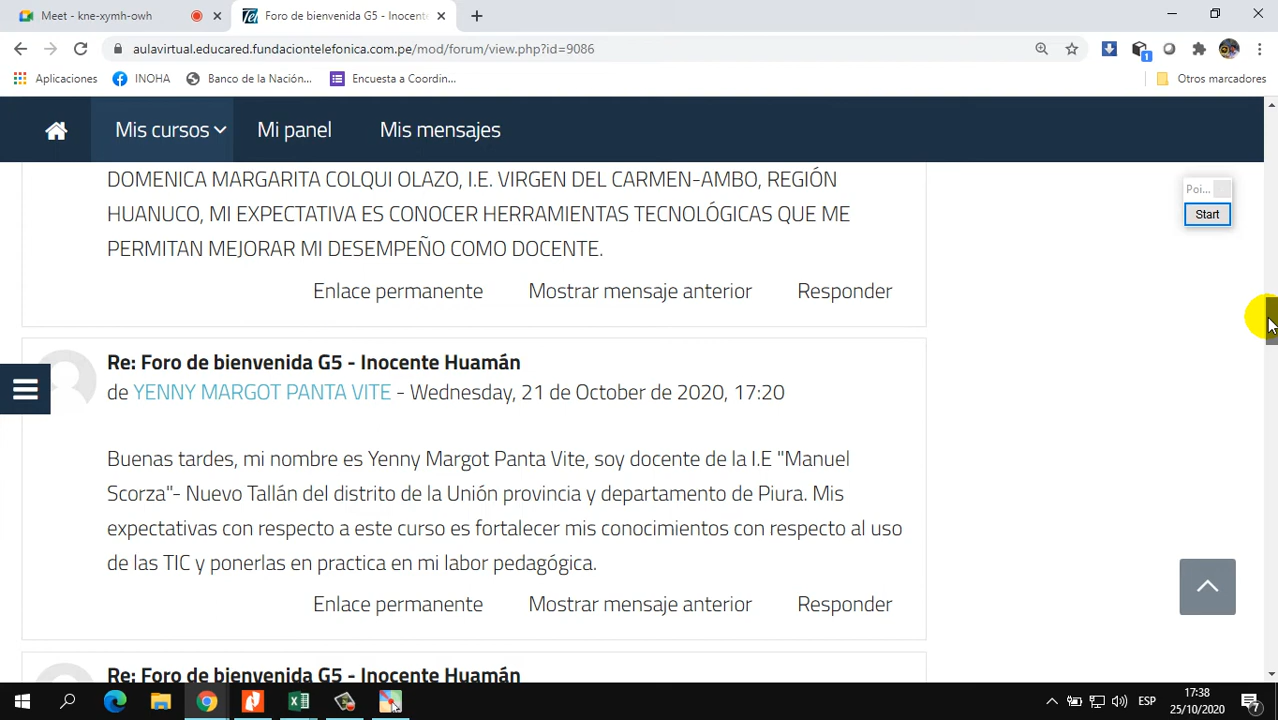 Meet - kne-xymh-owh
Foro de bienvenida G5 - Inocente
aulavirtual.educared.fundaciontelefonica.com.pe/mod/forum/view.php?id=9086
Aplicaciones
INOHA
Banco de la Nación...
Encuesta a Coordin...
Otros marcadores
Mis cursos
Mi panel
Mis mensajes
Poi...
Start
DOMENICA MARGARITA COLQUI OLAZO, I.E. VIRGEN DEL CARMEN-AMBO, REGIÓN
HUANUCO, MI EXPECTATIVA ES CONOCER HERRAMIENTAS TECNOLÓGICAS QUE ME
PERMITAN MEJORAR MI DESEMPEÑO COMO DOCENTE.
Enlace permanente Mostrar mensaje anterior Responder
Re: Foro de bienvenida G5 - Inocente Huamán
de YENNY MARGOT PANTA VITE - Wednesday, 21 de October de 2020, 17:20
Buenas tardes, mi nombre es Yenny Margot Panta Vite, soy docente de la I.E "Manuel
Scorza"- Nuevo Tallán del distrito de la Unión provincia y departamento de Piura. Mis
expectativas con respecto a este curso es fortalecer mis conocimientos con respecto al uso
de las TIC y ponerlas en practica en mi labor pedagógica.
Enlace permanente Mostrar mensaje anterior Responder
Re: Foro de bienvenida G5 - Inocente Huamán
ESP
17:38
25/10/2020
7